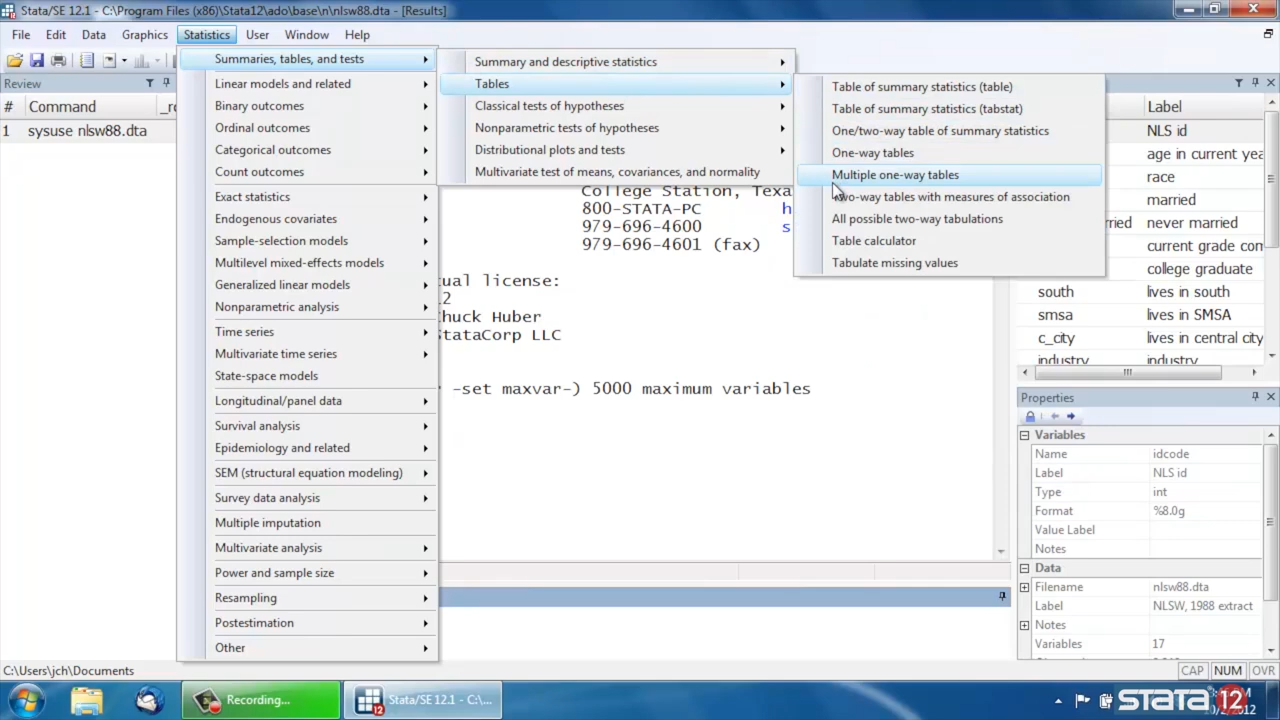 Stata/SE 12.1 - C:\Program Files (x86)\Stata12\ado\base\n\nlsw88.dta - [Results]
File Edit Data Graphics Statistics User Window Help
Review
# Command _r
1 sysuse nlsw88.dta
Summaries, tables, and tests
Linear models and related
Binary outcomes
Ordinal outcomes
Categorical outcomes
Count outcomes
Exact statistics
Endogenous covariates
Sample-selection models
Multilevel mixed-effects models
Generalized linear models
Nonparametric analysis
Time series
Multivariate time series
State-space models
Longitudinal/panel data
Survival analysis
Epidemiology and related
SEM (structural equation modeling)
Survey data analysis
Multiple imputation
Multivariate analysis
Power and sample size
Resampling
Postestimation
Other
Summary and descriptive statistics
Tables
Classical tests of hypotheses
Nonparametric tests of hypotheses
Distributional plots and tests
Multivariate test of means, covariances, and normality
Table of summary statistics (table)
Table of summary statistics (tabstat)
One/two-way table of summary statistics
One-way tables
Multiple one-way tables
Two-way tables with measures of association
All possible two-way tabulations
Table calculator
Tabulate missing values
College Station, Texa
800-STATA-PC h
979-696-4600 s
979-696-4601 (fax)
ual license:
2
huck Huber
StataCorp LLC
r -set maxvar-) 5000 maximum variables
Label
NLS id
age in current yea
race
married
ried never married
current grade com
college graduate
south lives in south
smsa lives in SMSA
c_city lives in central city
industry industry
Properties
Variables
Name idcode
Label NLS id
Type int
Format %8.0g
Value Label
Notes
Data
Filename nlsw88.dta
Label NLSW, 1988 extract
Notes
Variables 17
C:\Users\jch\Documents
CAP NUM OVR
Recording...
Stata/SE 12.1 - C:\...
STATA 12